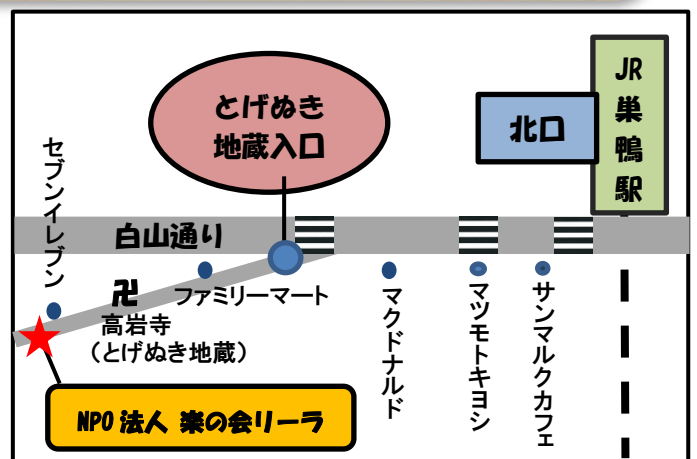 JR
巣
鴨
駅
北口
とげぬき
地蔵入口
セブンイレブン
白山通り
卍
ファミリーマート
高岩寺
(とげぬき地蔵)
マクドナルド
マツモトキヨシ
サンマルクカフェ
NPO法人 楽の会リーラ